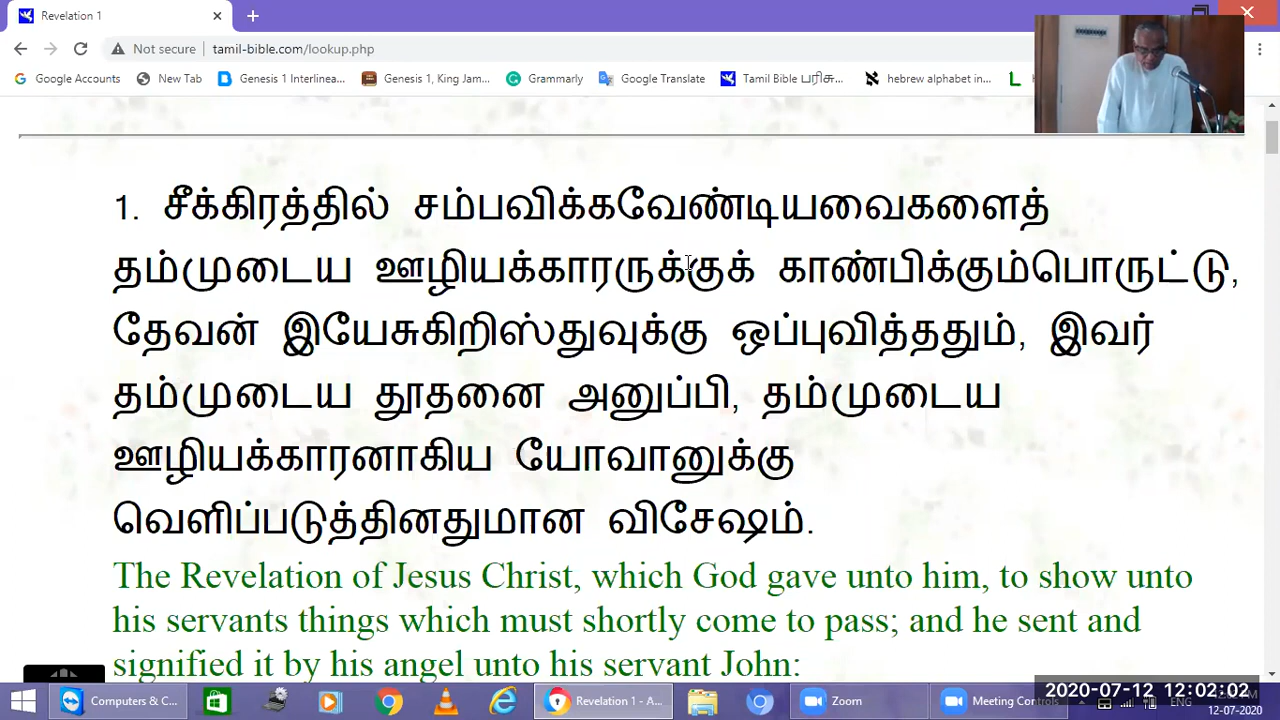 Revelation 1
Not secure
tamil-bible.com/lookup.php
Google Accounts
New Tab
Genesis 1 Interlinea...
Genesis 1, King Jam...
Grammarly
Google Translate
Tamil Bible பரிசு...
hebrew alphabet in...
1. சீக்கிரத்தில் சம்பவிக்கவேண்டியவைகளைத்
தம்முடைய ஊழியக்காரருக்குக் காண்பிக்கும்பொருட்டு,
தேவன் இயேசுகிறிஸ்துவுக்கு ஒப்புவித்ததும், இவர்
தம்முடைய தூதனை அனுப்பி, தம்முடைய
ஊழியக்காரனாகிய யோவானுக்கு
வெளிப்படுத்தினதுமான விசேஷம்.
The Revelation of Jesus Christ, which God gave unto him, to show unto
his servants things which must shortly come to pass; and he sent and
signified it by his angel unto his servant John:
Computers & C...
Revelation 1 - A...
Zoom
Meeting Controls
ENG
2020-07-12 12:02:02
12-07-2020